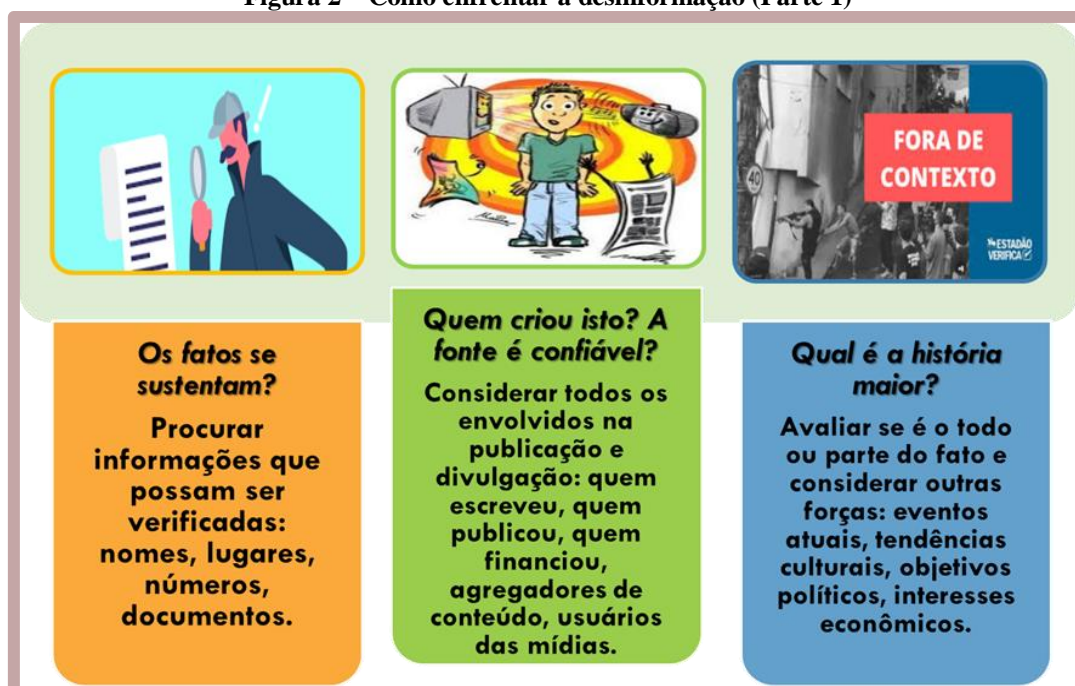 Figura 2 – Como enfrentar a desinformação (Parte 1)
FORA DE
CONTEXTO
40
ESTADÃO
VERIFICA
Os fatos se
sustentam?
Procurar
informações que
possam ser
verificadas:
nomes, lugares,
números,
documentos.
Quem criou isto? A
fonte é confiável?
Considerar todos os
envolvidos na
publicação e
divulgação: quem
escreveu, quem
publicou, quem
financiou,
agregadores de
conteúdo, usuários
das mídias.
Qual é a história
maior?
Avaliar se é o todo
ou parte do fato e
considerar outras
forças: eventos
atuais, tendências
culturais, objetivos
políticos, interesses
econômicos.